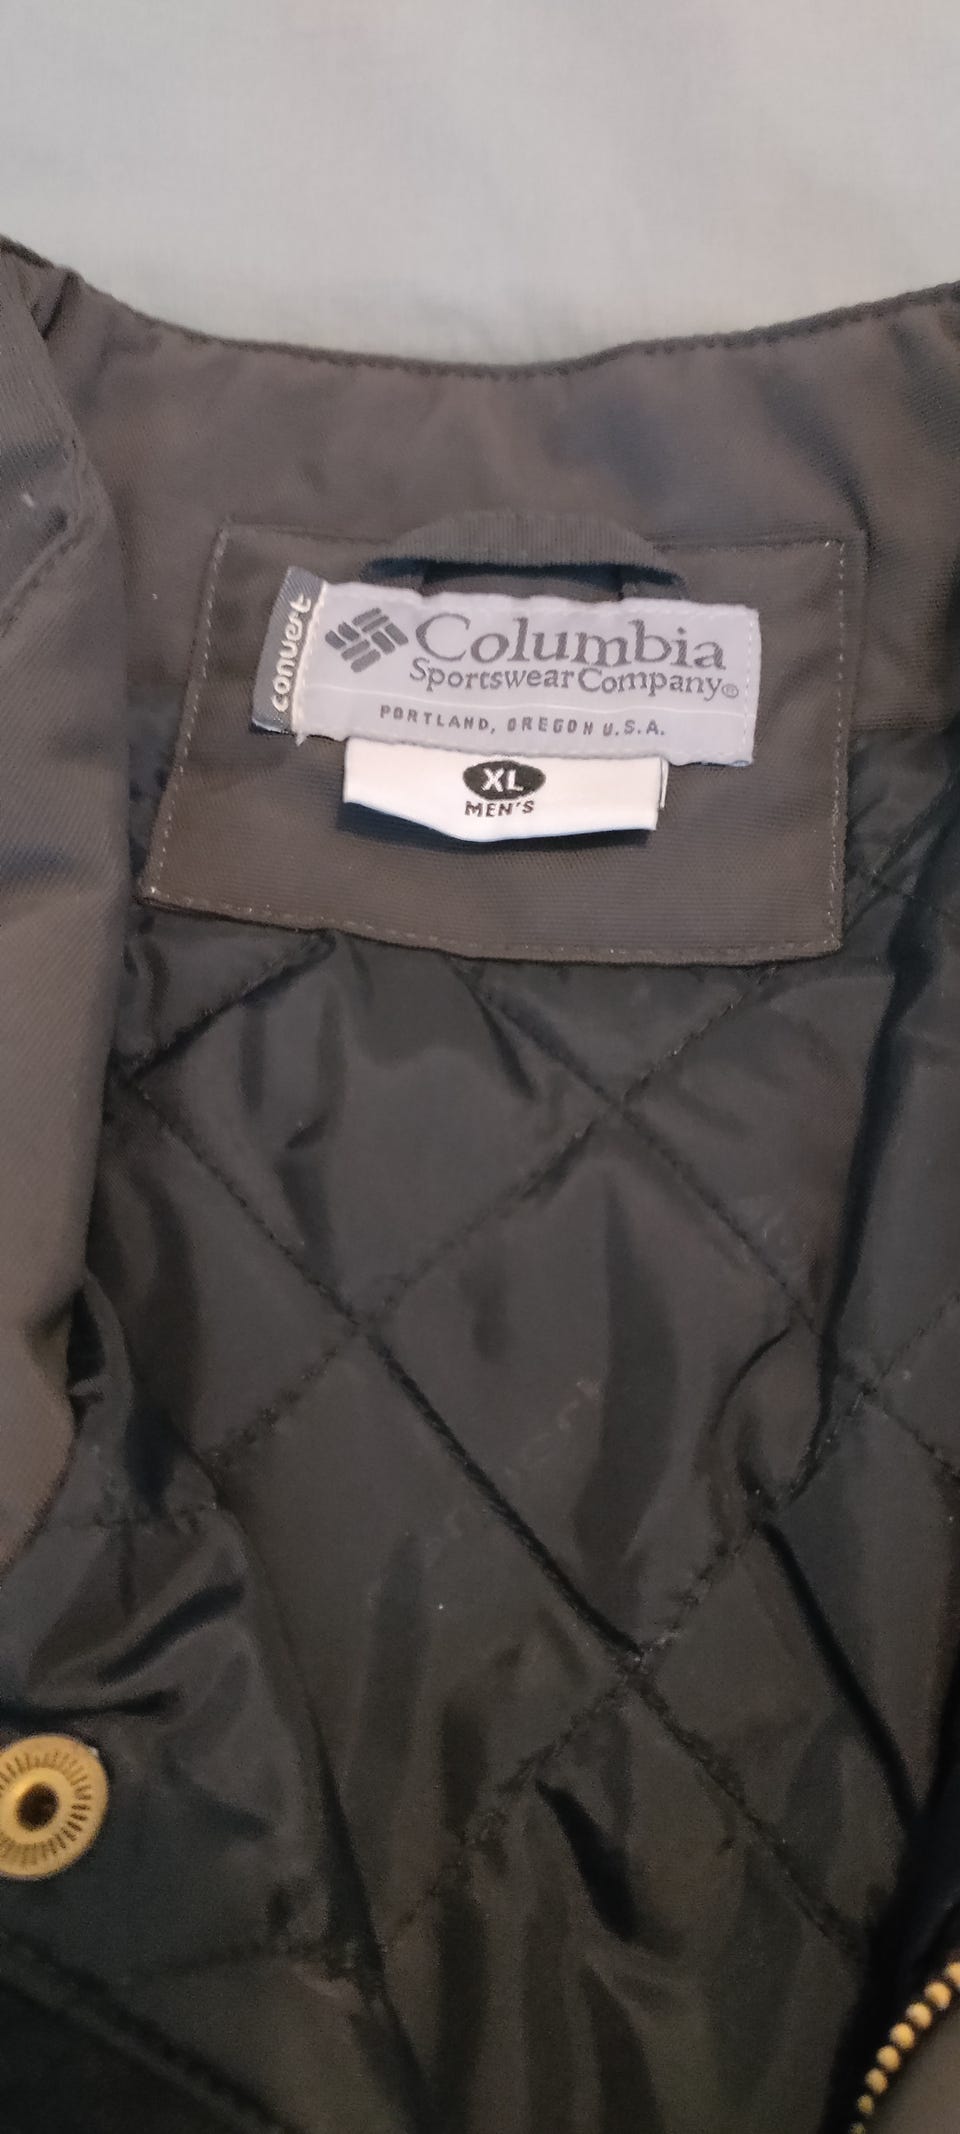 convert
Columbia
Sportswear Company®
PORTLAND, OREGON U.S.A.
XL
MEN'S